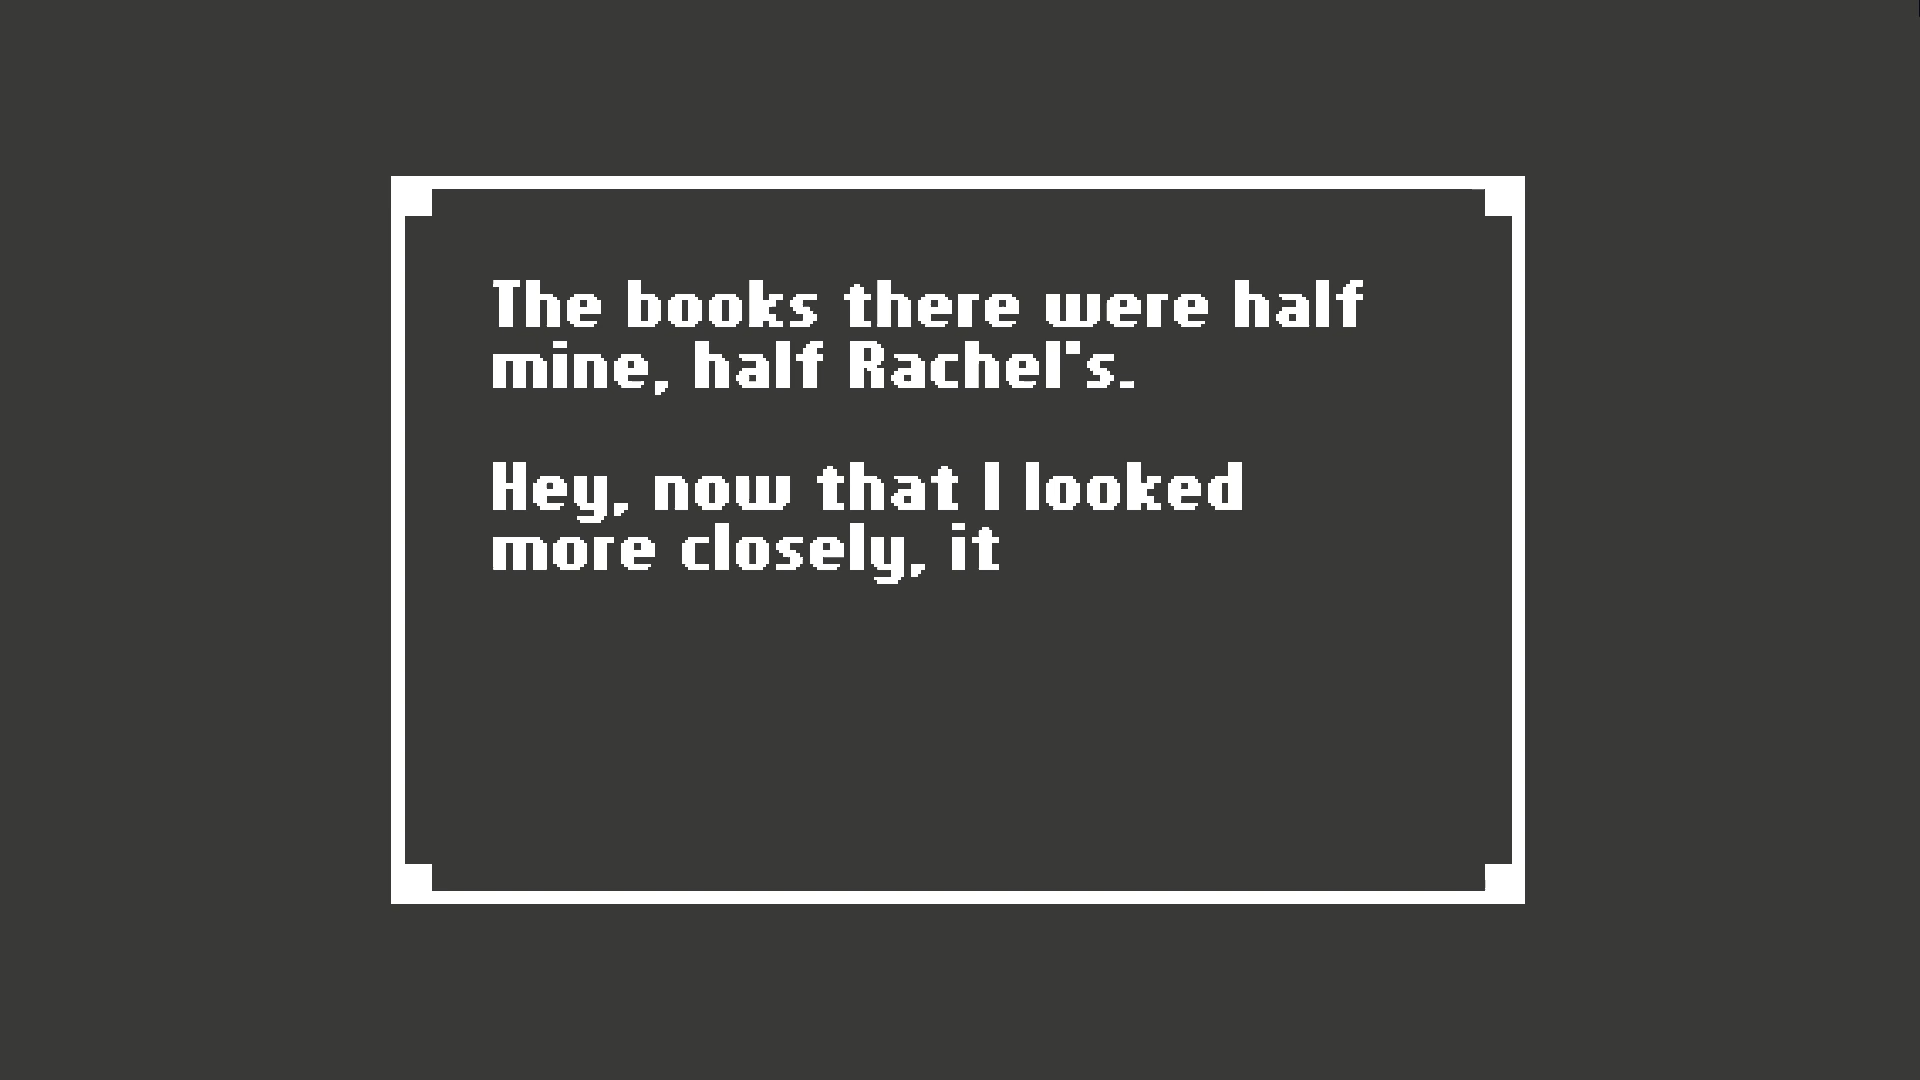 The books there were half
mine, half Rachel's.
Hey, now that I looked
more closely, it